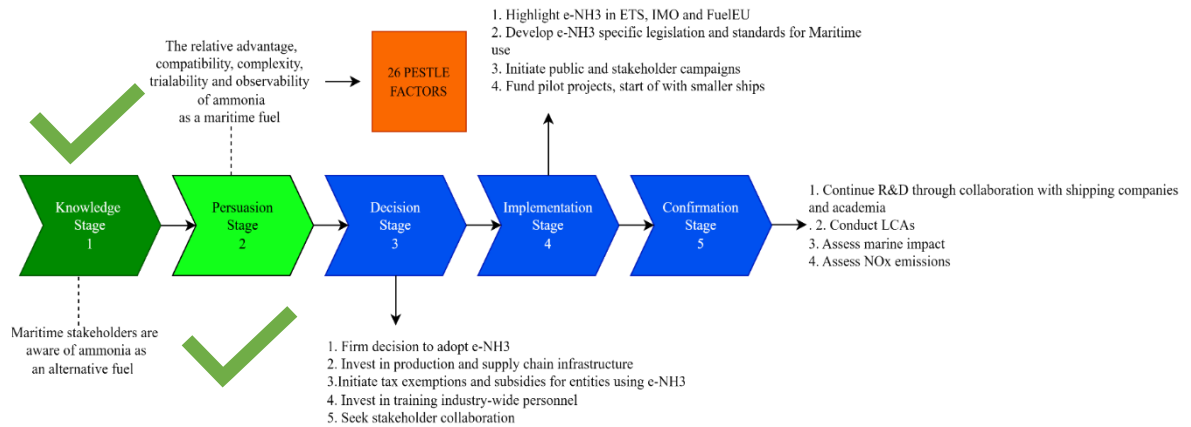 The relative advantage,
compatibility, complexity,
trialability and observability
of ammonia
as a maritime fuel
26 PESTLE
FACTORS
1. Highlight e-NH3 in ETS, IMO and FuelEU
2. Develop e-NH3 specific legislation and standards for Maritime
use
3. Initiate public and stakeholder campaigns
4. Fund pilot projects, start of with smaller ships
Knowledge
Stage
1
Persuasion
Stage
2
Decision
Stage
3
Implementation
Stage
4
Confirmation
Stage
5
1. Continue R&D through collaboration with shipping companies
and academia
. 2. Conduct LCAs
3. Assess marine impact
4. Assess NOx emissions
Maritime stakeholders are
aware of ammonia as
an alternative fuel
1. Firm decision to adopt e-NH3
2. Invest in production and supply chain infrastructure
3.Initiate tax exemptions and subsidies for entities using e-NH3
4. Invest in training industry-wide personnel
5. Seek stakeholder collaboration